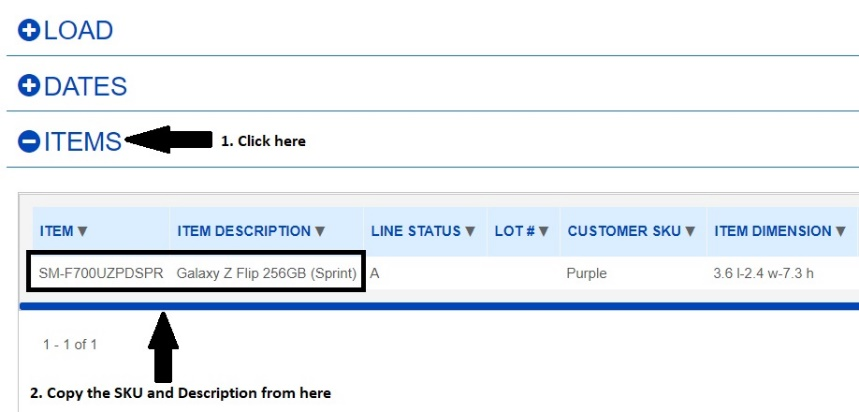 LOAD
DATES
ITEMS 1. Click here
ITEM ▼ ITEM DESCRIPTION ▼ LINE STATUS ▼ LOT # ▼ CUSTOMER SKU ▼ ITEM DIMENSION ▼
SM-F700UZPDSPR Galaxy Z Flip 256GB (Sprint) A Purple 3.6 l-2.4 w-7.3 h
1 - 1 of 1
2. Copy the SKU and Description from here